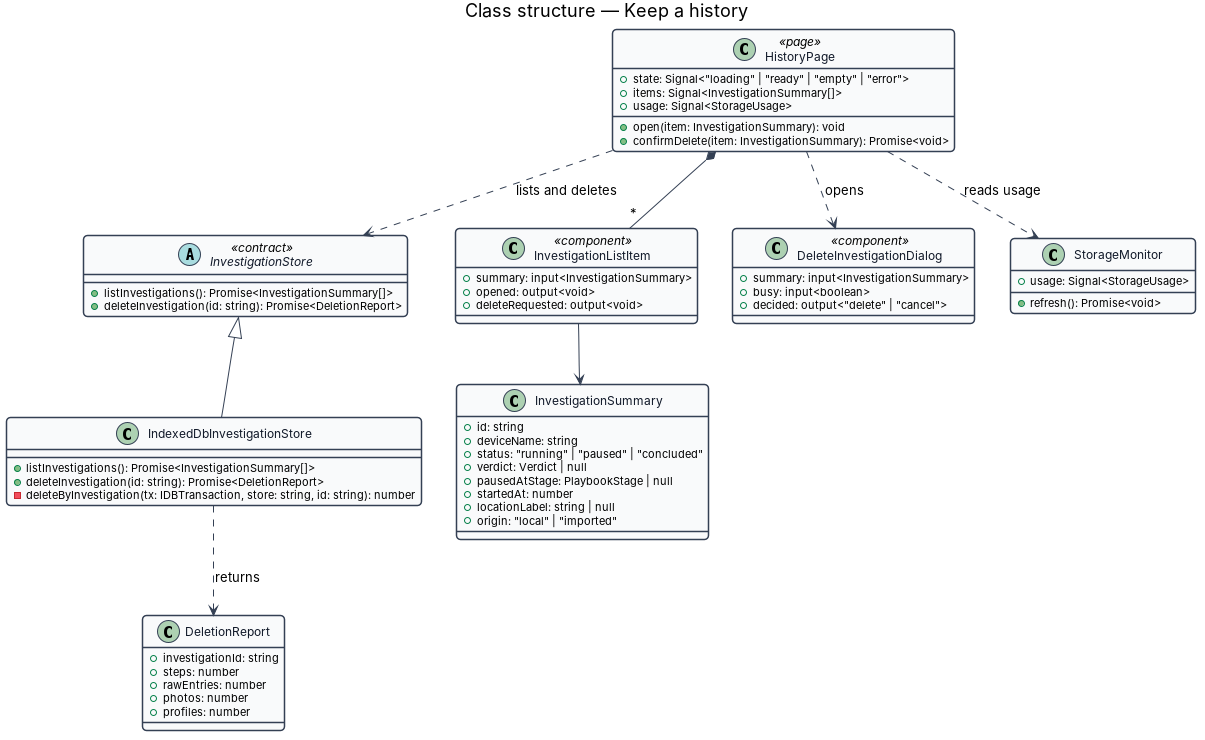 Class structure — Keep a history
«page»
C
HistoryPage
state: Signal<"loading" | "ready" | "empty" | "error">
items: Signal<InvestigationSummary[]>
usage: Signal<StorageUsage>
open(item: InvestigationSummary): void
confirmDelete(item: InvestigationSummary): Promise<void>
lists and deletes
opens
reads usage
*
«contract»
A
InvestigationStore
listInvestigations(): Promise<InvestigationSummary[]>
deleteInvestigation(id: string): Promise<DeletionReport>
«component»
C
InvestigationListItem
summary: input<InvestigationSummary>
opened: output<void>
deleteRequested: output<void>
«component»
C
DeleteInvestigationDialog
summary: input<InvestigationSummary>
busy: input<boolean>
decided: output<"delete" | "cancel">
C StorageMonitor
usage: Signal<StorageUsage>
refresh(): Promise<void>
C IndexedDbInvestigationStore
listInvestigations(): Promise<InvestigationSummary[]>
deleteInvestigation(id: string): Promise<DeletionReport>
deleteByInvestigation(tx: IDBTransaction, store: string, id: string): number
C InvestigationSummary
id: string
deviceName: string
status: "running" | "paused" | "concluded"
verdict: Verdict | null
pausedAtStage: PlaybookStage | null
startedAt: number
locationLabel: string | null
origin: "local" | "imported"
returns
C DeletionReport
investigationId: string
steps: number
rawEntries: number
photos: number
profiles: number